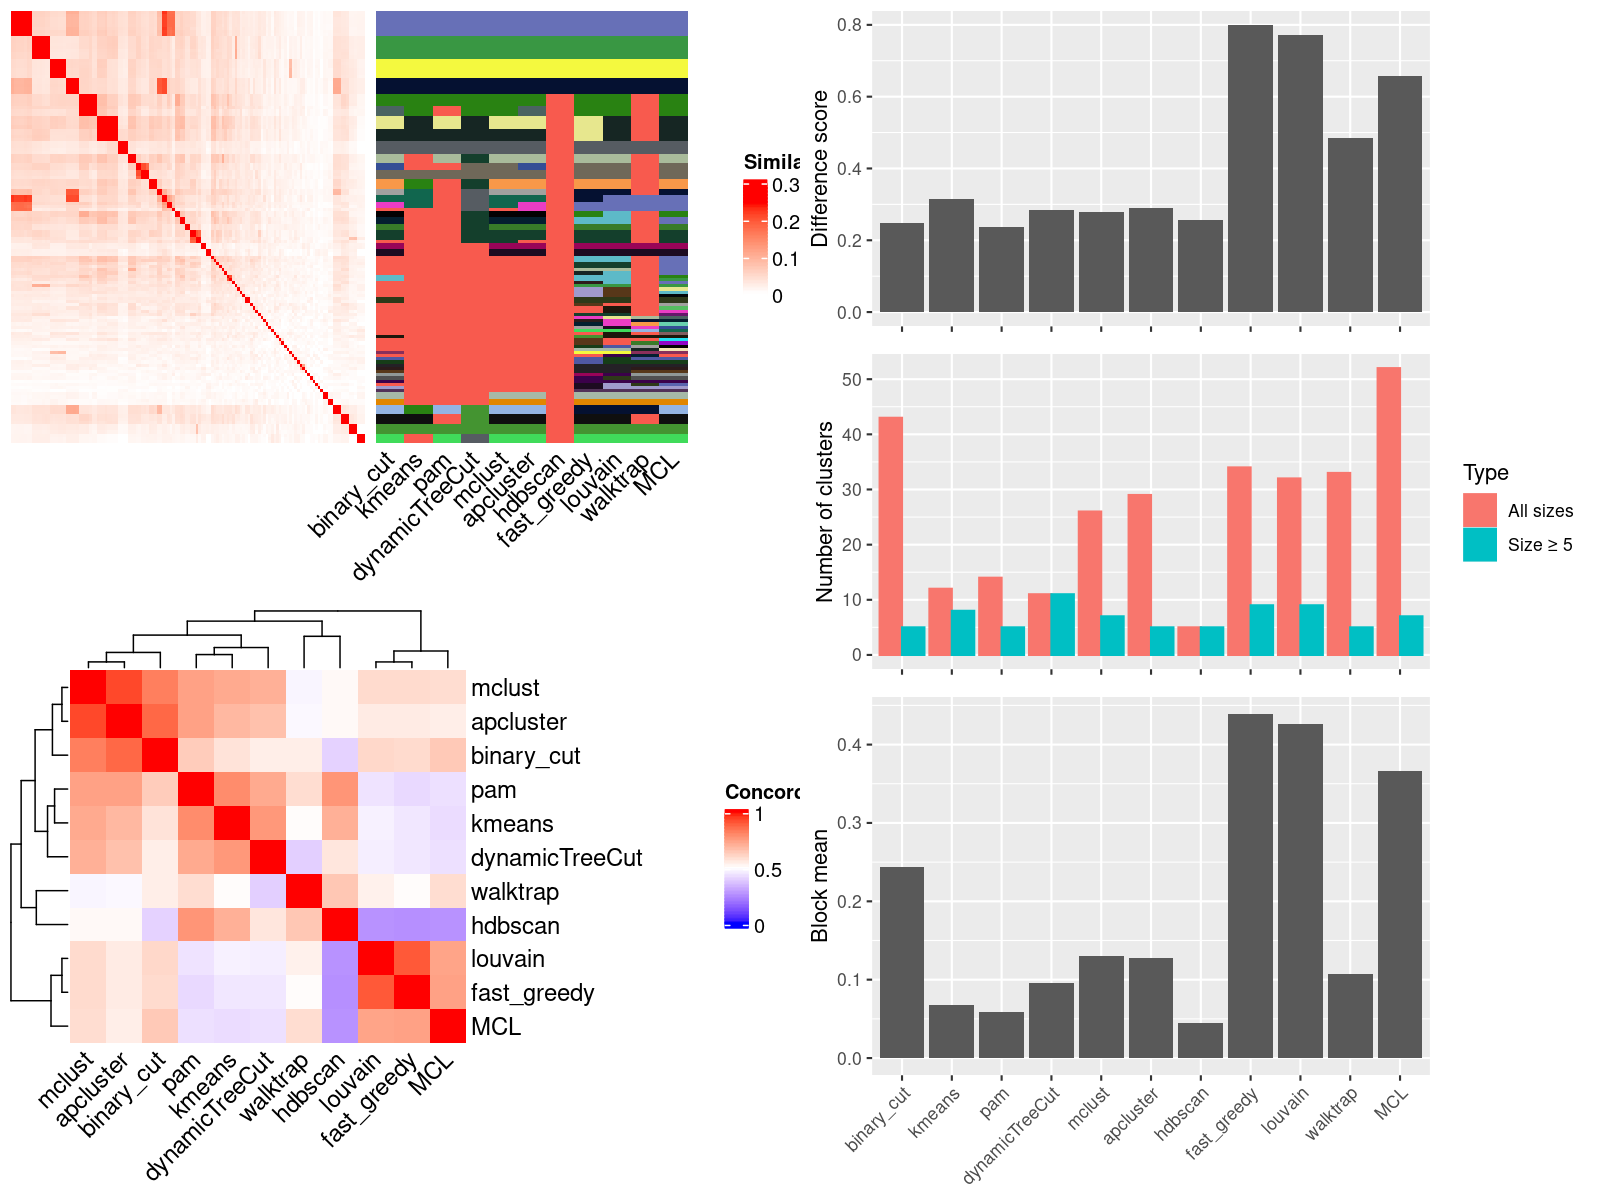 Simila
0.3
0.2
0.1
0
binary_cut
kmeans
pam
dynamicTreeCut
mclust
apcluster
hdbscan
fast_greedy
louvain
walktrap
MCL
mclust
apcluster
binary_cut
pam
kmeans
dynamicTreeCut
walktrap
hdbscan
louvain
fast_greedy
MCL
mclust
apcluster
binary_cut
pam
kmeans
dynamicTreeCut
walktrap
hdbscan
louvain
fast_greedy
MCL
Concord
1
0.5
0
Difference score
0.8
0.6
0.4
0.2
0.0
Number of clusters
50
40
30
20
10
0
Type
All sizes
Size ≥ 5
Block mean
0.4
0.3
0.2
0.1
0.0
binary_cut
kmeans
pam
dynamicTreeCut
mclust
apcluster
hdbscan
fast_greedy
louvain
walktrap
MCL